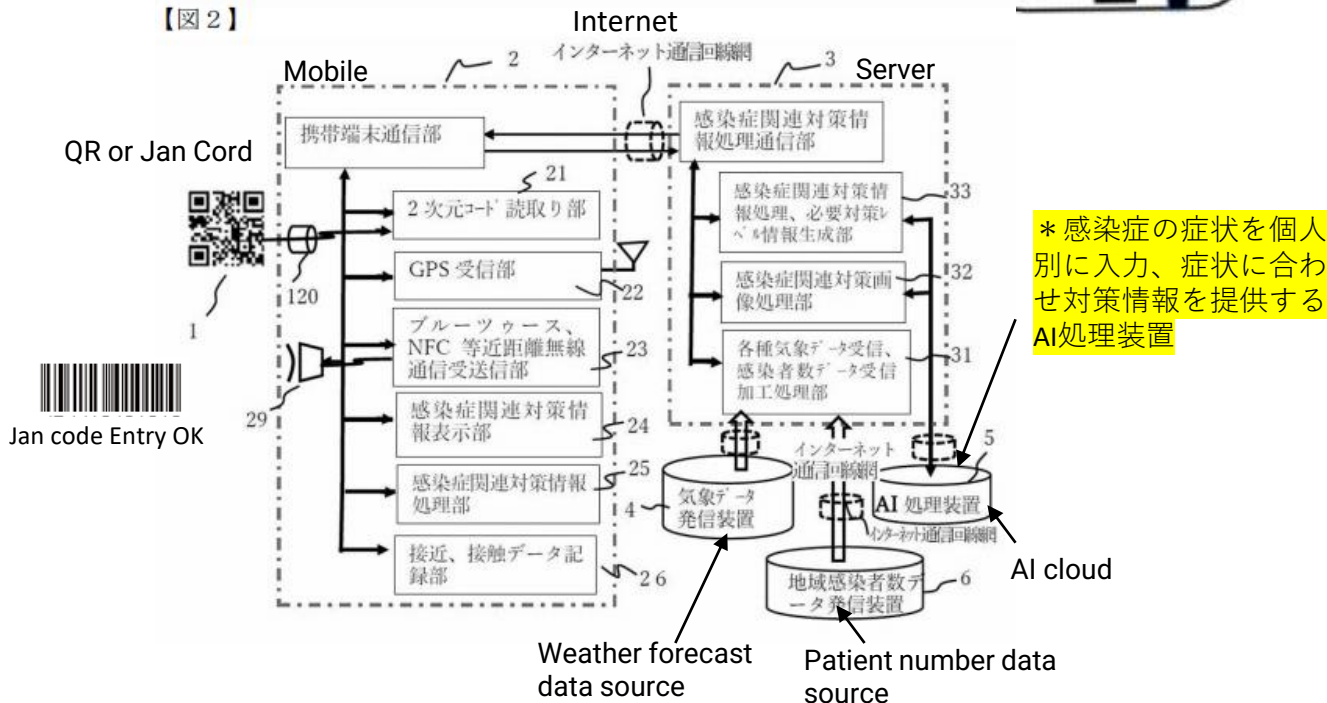 【図２】
Internet
インターネット通信回線網
Mobile
2
3
Server
携帯端末通信部
感染症関連対策情
報処理通信部
QR or Jan Cord
21
２次元コード読取り部
感染症関連対策情
報処理、必要対策レ
ベル情報生成部
33
＊感染症の症状を個人
別に入力、症状に合わ
せ対策情報を提供する
AI処理装置
GPS 受信部
22
感染症関連対策画
像処理部
32
120
1
ブルーツゥース、
NFC 等近距離無線
通信受送信部
23
各種気象データ受信、
感染者数データ受信
加工処理部
31
29
Jan code Entry OK
感染症関連対策情
報表示部
24
インターネット
通信回線網
5
感染症関連対策情報
処理部
25
4
気象データ
発信装置
AI 処理装置
インターネット通信回線網
接近、接触データ記
録部
26
地域感染者数デ
ータ発信装置
6
AI cloud
Weather forecast
data source
Patient number data
source